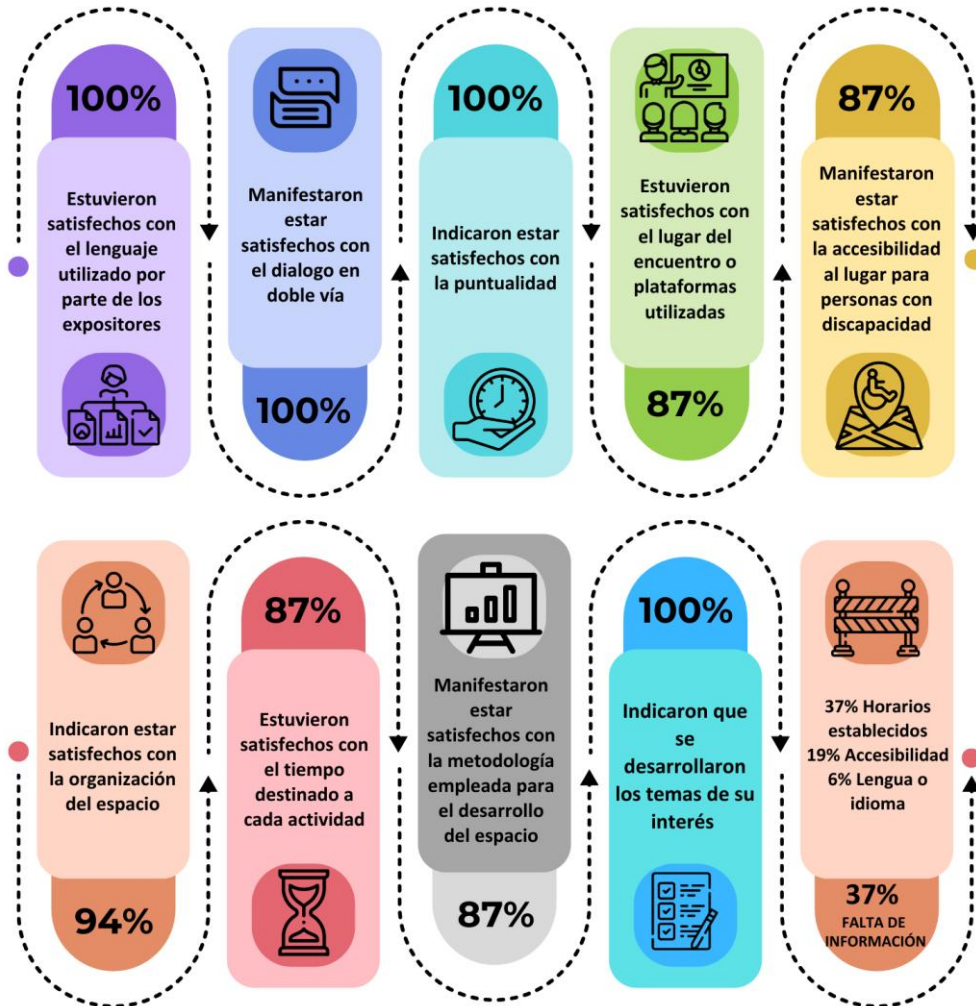 100%
Estuvieron
satisfechos con
el lenguaje
utilizado por
parte de los
expositores
Manifestaron
estar
satisfechos con
el dialogo en
doble vía
100%
100%
Indicaron estar
satisfechos con
la puntualidad
Estuvieron
satisfechos con
el lugar del
encuentro o
plataformas
utilizadas
87%
87%
Manifestaron
estar
satisfechos con
la accesibilidad
al lugar para
personas con
discapacidad
Indicaron estar
satisfechos con
la organización
del espacio
94%
87%
Estuvieron
satisfechos con
el tiempo
destinado a
cada actividad
Manifestaron
estar
satisfechos con
la metodología
empleada para
el desarrollo
del espacio
87%
100%
Indicaron que
se
desarrollaron
los temas de su
interés
37% Horarios
establecidos
19% Accesibilidad
6% Lengua o
idioma
37%
FALTA DE
INFORMACIÓN